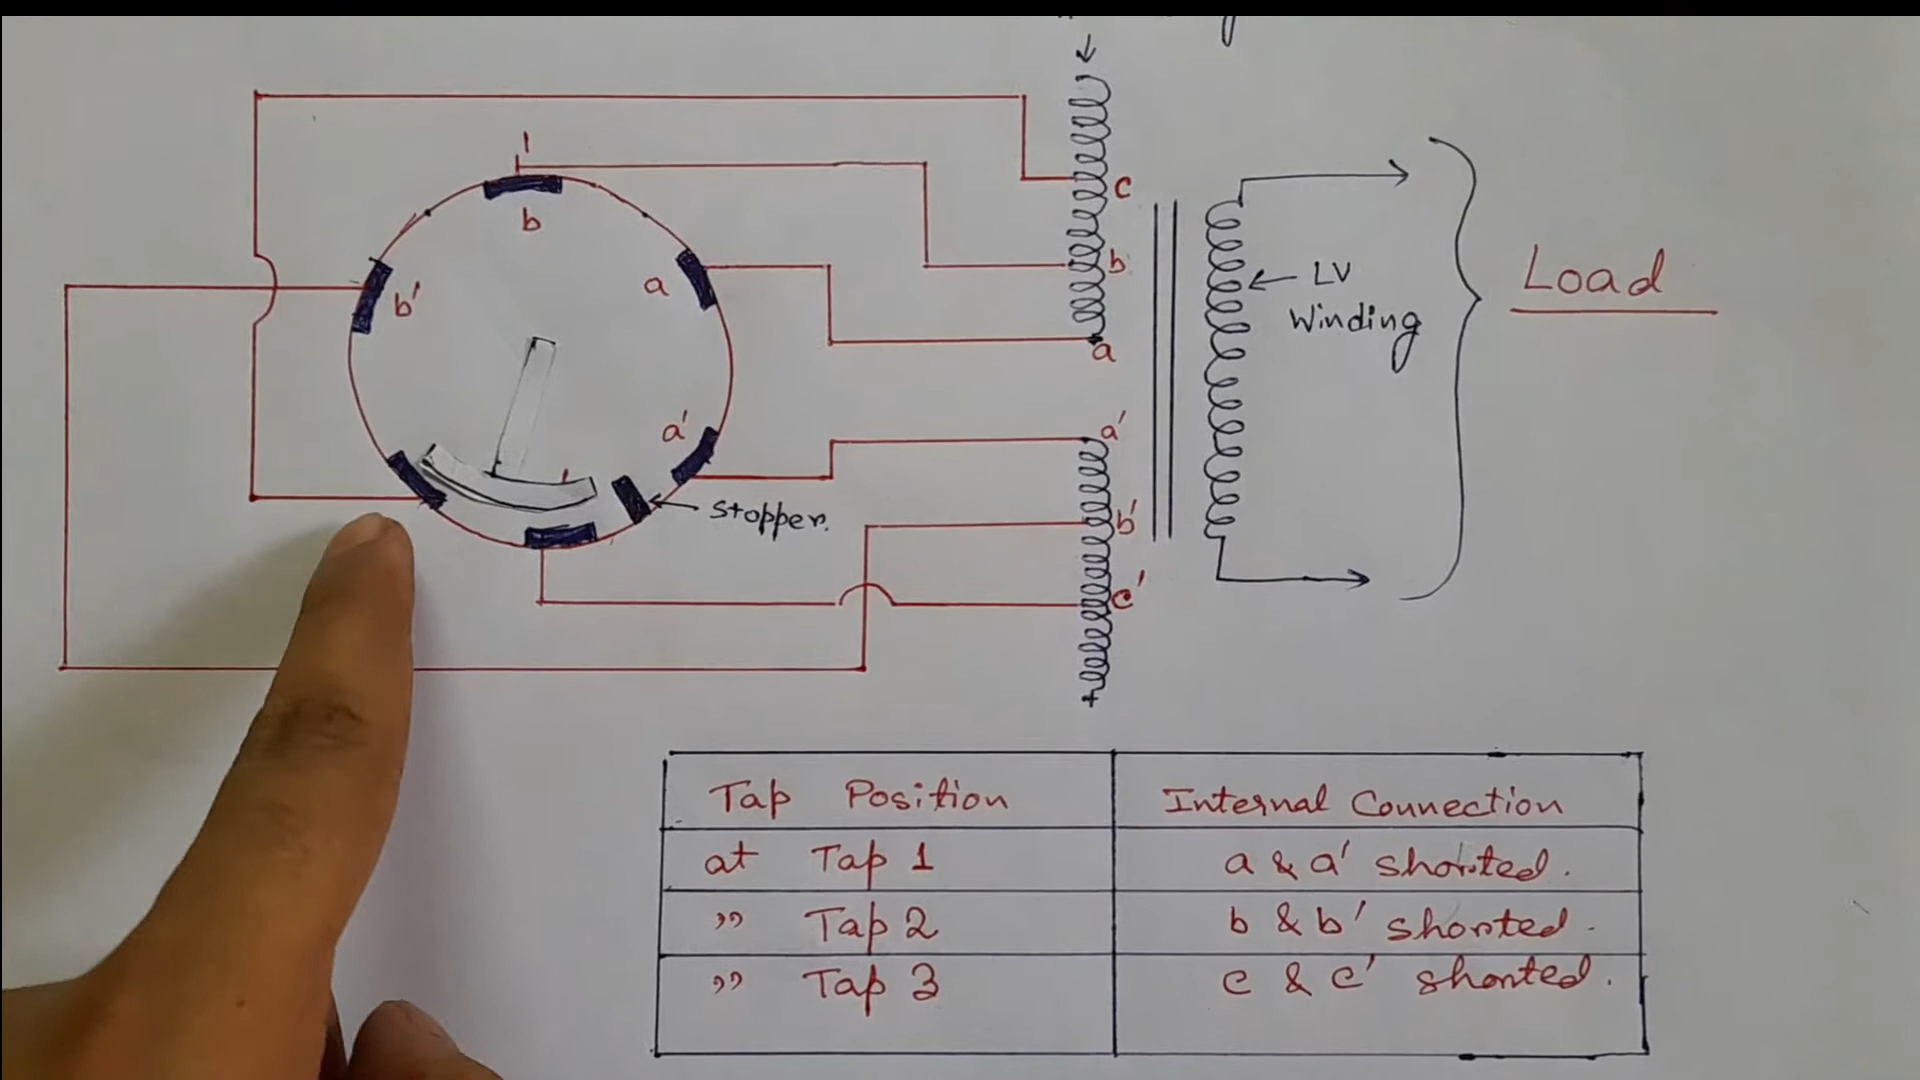 1
b
b'
a
a'
stopper.
c
b
a
a'
b'
c'
LV
Winding
Load
Tap Position
Internal Connection
at Tap 1
a & a' shorted.
" Tap 2
b & b' shorted.
" Tap 3
c & c' shorted.